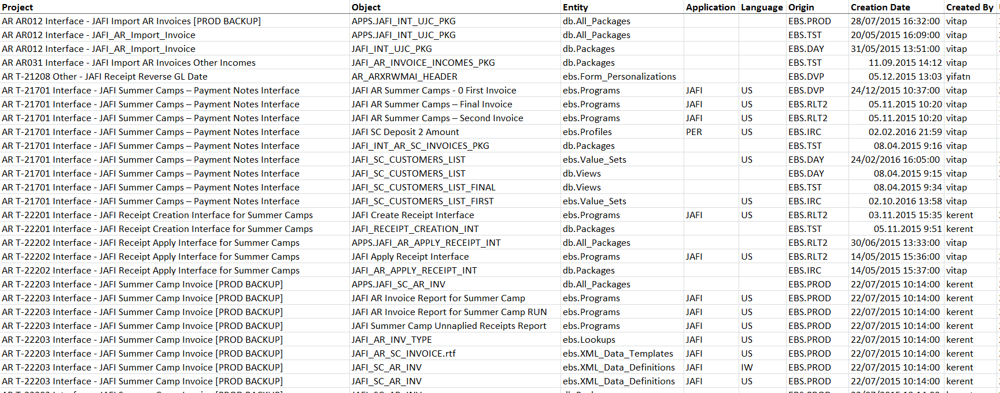 Project Object Entity Application Language Origin Creation Date Created By
AR AR012 Interface - JAFI Import AR Invoices [PROD BACKUP] APPS.JAFI_INT_UJC_PKG db.All_Packages EBS.PROD 28/07/2015 16:32:00 vitap
AR AR012 Interface - JAFI_AR_Import_Invoice APPS.JAFI_INT_UJC_PKG db.All_Packages EBS.TST 20/05/2015 16:09:00 vitap
AR AR012 Interface - JAFI_AR_Import_Invoice JAFI_INT_UJC_PKG db.Packages EBS.DAY 31/05/2015 13:51:00 vitap
AR AR031 Interface - JAFI Import AR Invoices Other Incomes JAFI_AR_INVOICE_INCOMES_PKG db.Packages EBS.TST 11.09.2015 14:12 vitap
AR T-21208 Other - JAFI Receipt Reverse GL Date AR_ARXRWMAI_HEADER ebs.Form_Personalizations EBS.DVP 05.12.2015 13:03 yifatn
AR T-21701 Interface - JAFI Summer Camps – Payment Notes Interface JAFI AR Summer Camps - 0 First Invoice ebs.Programs JAFI US EBS.DVP 24/12/2015 10:37:00 vitap
AR T-21701 Interface - JAFI Summer Camps – Payment Notes Interface JAFI AR Summer Camps – Final Invoice ebs.Programs JAFI US EBS.RLT2 05.11.2015 10:20 vitap
AR T-21701 Interface - JAFI Summer Camps – Payment Notes Interface JAFI AR Summer Camps – Second Invoice ebs.Programs JAFI US EBS.RLT2 05.11.2015 10:20 vitap
AR T-21701 Interface - JAFI Summer Camps – Payment Notes Interface JAFI SC Deposit 2 Amount ebs.Profiles PER US EBS.IRC 02.02.2016 21:59 vitap
AR T-21701 Interface - JAFI Summer Camps – Payment Notes Interface JAFI_INT_AR_SC_INVOICES_PKG db.Packages EBS.TST 08.04.2015 9:16 vitap
AR T-21701 Interface - JAFI Summer Camps – Payment Notes Interface JAFI_SC_CUSTOMERS_LIST ebs.Value_Sets US EBS.DAY 24/02/2016 16:05:00 vitap
AR T-21701 Interface - JAFI Summer Camps – Payment Notes Interface JAFI_SC_CUSTOMERS_LIST db.Views EBS.DAY 08.04.2015 9:15 vitap
AR T-21701 Interface - JAFI Summer Camps – Payment Notes Interface JAFI_SC_CUSTOMERS_LIST_FINAL db.Views EBS.TST 08.04.2015 9:34 vitap
AR T-21701 Interface - JAFI Summer Camps – Payment Notes Interface JAFI_SC_CUSTOMERS_LIST_FIRST ebs.Value_Sets US EBS.IRC 02.10.2016 13:58 vitap
AR T-22201 Interface - JAFI Receipt Creation Interface for Summer Camps JAFI Create Receipt Interface ebs.Programs JAFI US EBS.RLT2 03.11.2015 15:35 kerent
AR T-22201 Interface - JAFI Receipt Creation Interface for Summer Camps JAFI_RECEIPT_CREATION_INT db.Packages EBS.TST 05.11.2015 9:51 kerent
AR T-22202 Interface - JAFI Receipt Apply Interface for Summer Camps APPS.JAFI_AR_APPLY_RECEIPT_INT db.All_Packages EBS.RLT2 30/06/2015 13:33:00 vitap
AR T-22202 Interface - JAFI Receipt Apply Interface for Summer Camps JAFI Apply Receipt Interface ebs.Programs JAFI US EBS.RLT2 14/05/2015 15:36:00 vitap
AR T-22202 Interface - JAFI Receipt Apply Interface for Summer Camps JAFI_AR_APPLY_RECEIPT_INT db.Packages EBS.IRC 14/05/2015 15:37:00 vitap
AR T-22203 Interface - JAFI Summer Camp Invoice [PROD BACKUP] APPS.JAFI_SC_AR_INV db.All_Packages EBS.PROD 22/07/2015 10:14:00 kerent
AR T-22203 Interface - JAFI Summer Camp Invoice [PROD BACKUP] JAFI AR Invoice Report for Summer Camp ebs.Programs JAFI US EBS.PROD 22/07/2015 10:14:00 kerent
AR T-22203 Interface - JAFI Summer Camp Invoice [PROD BACKUP] JAFI AR Invoice Report for Summer Camp RUN ebs.Programs JAFI US EBS.PROD 22/07/2015 10:14:00 kerent
AR T-22203 Interface - JAFI Summer Camp Invoice [PROD BACKUP] JAFI Summer Camp Unnaplied Receipts Report ebs.Programs JAFI US EBS.PROD 22/07/2015 10:14:00 kerent
AR T-22203 Interface - JAFI Summer Camp Invoice [PROD BACKUP] JAFI_AR_INV_TYPE ebs.Lookups JAFI US EBS.PROD 22/07/2015 10:14:00 kerent
AR T-22203 Interface - JAFI Summer Camp Invoice [PROD BACKUP] JAFI_AR_SC_INVOICE.rtf ebs.XML_Data_Templates JAFI US EBS.PROD 22/07/2015 10:14:00 kerent
AR T-22203 Interface - JAFI Summer Camp Invoice [PROD BACKUP] JAFI_SC_AR_INV ebs.XML_Data_Definitions JAFI IW EBS.PROD 22/07/2015 10:14:00 kerent
AR T-22203 Interface - JAFI Summer Camp Invoice [PROD BACKUP] JAFI_SC_AR_INV ebs.XML_Data_Definitions JAFI US EBS.PROD 22/07/2015 10:14:00 kerent